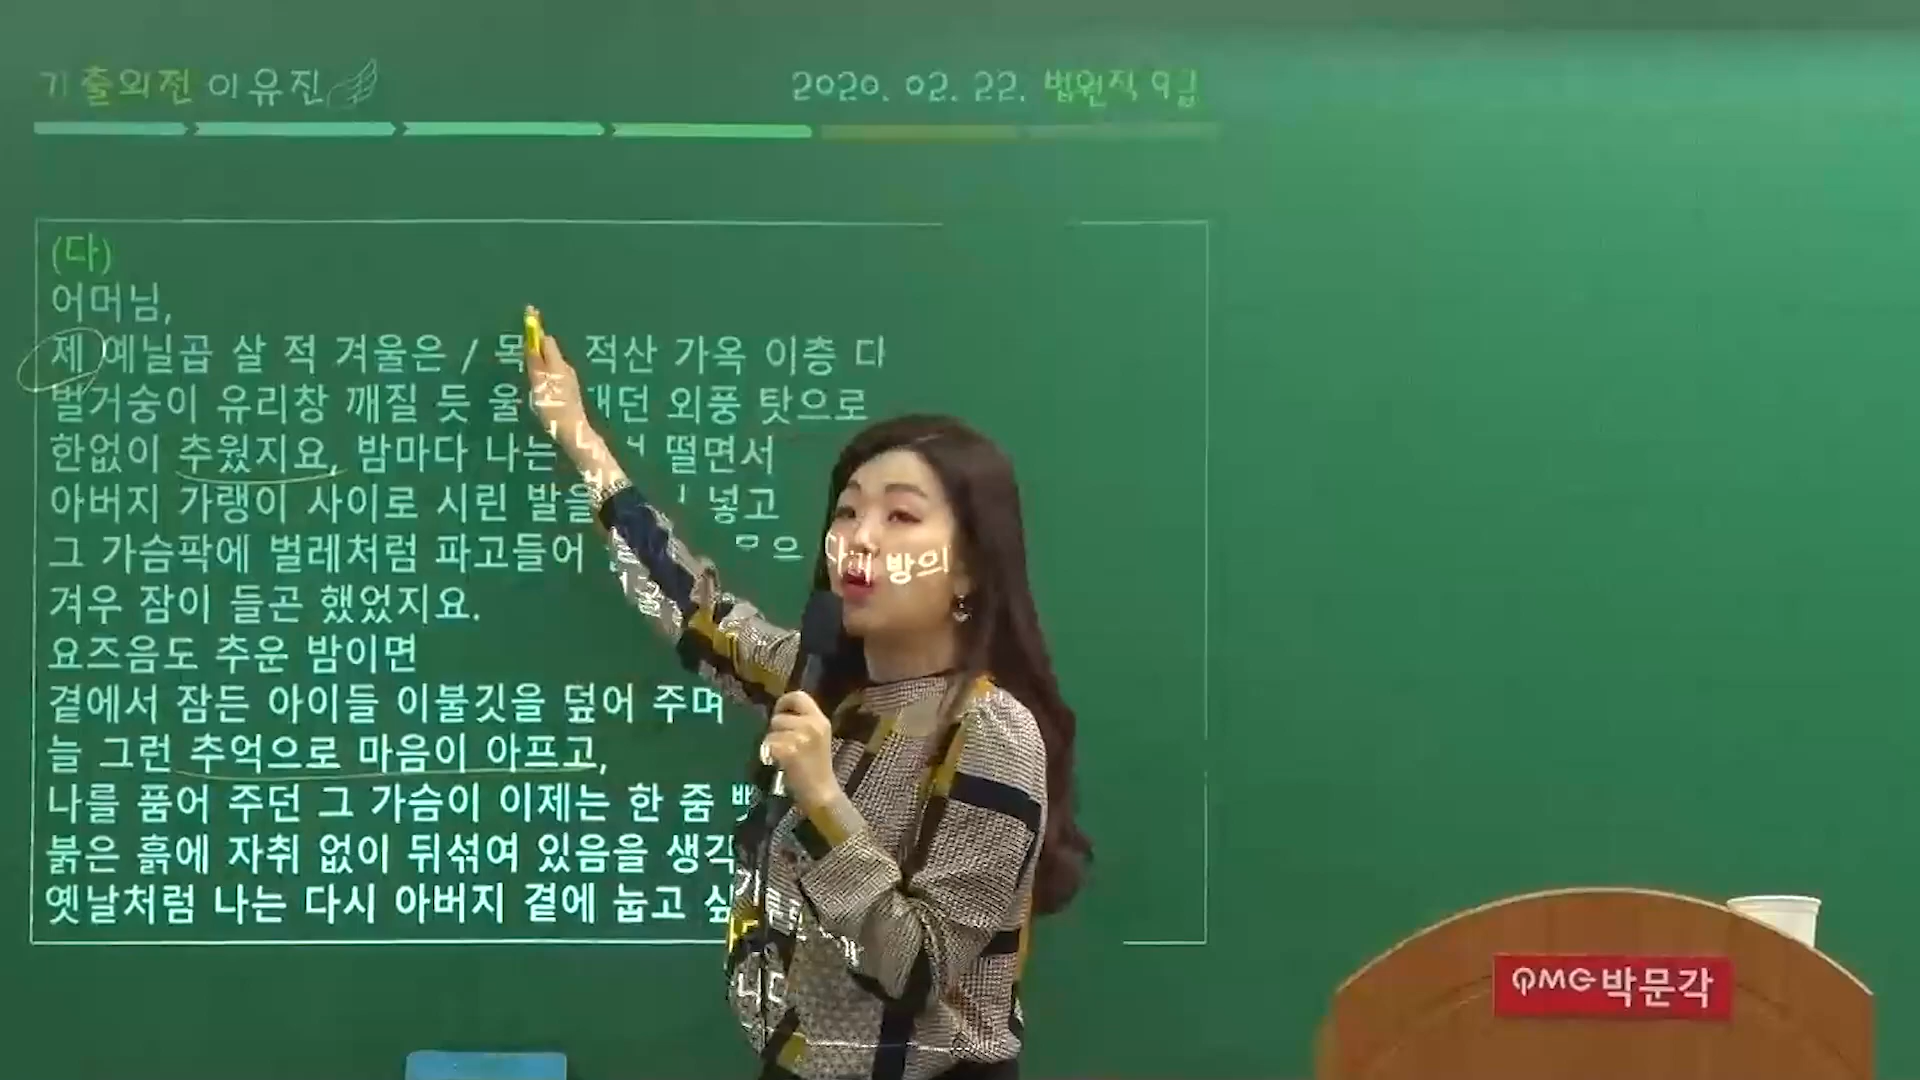 기출외전 이유진
2020. 02. 22. 법원직 9급
(다)
어머님,
제 예닐곱 살 적 겨울은 / 목 적산 가옥 이층 다
벌거숭이 유리창 깨질 듯 울 대던 외풍 탓으로
한없이 추웠지요, 밤마다 나는 떨면서
아버지 가랭이 사이로 시린 발을 넣고
그 가슴팍에 벌레처럼 파고들어
겨우 잠이 들곤 했었지요.
요즈음도 추운 밤이면
곁에서 잠든 아이들 이불깃을 덮어 주며
늘 그런 추억으로 마음이 아프고,
나를 품어 주던 그 가슴이 이제는 한 줌
붉은 흙에 자취 없이 뒤섞여 있음을 생각
옛날처럼 나는 다시 아버지 곁에 눕고 싶
PMG 박문각